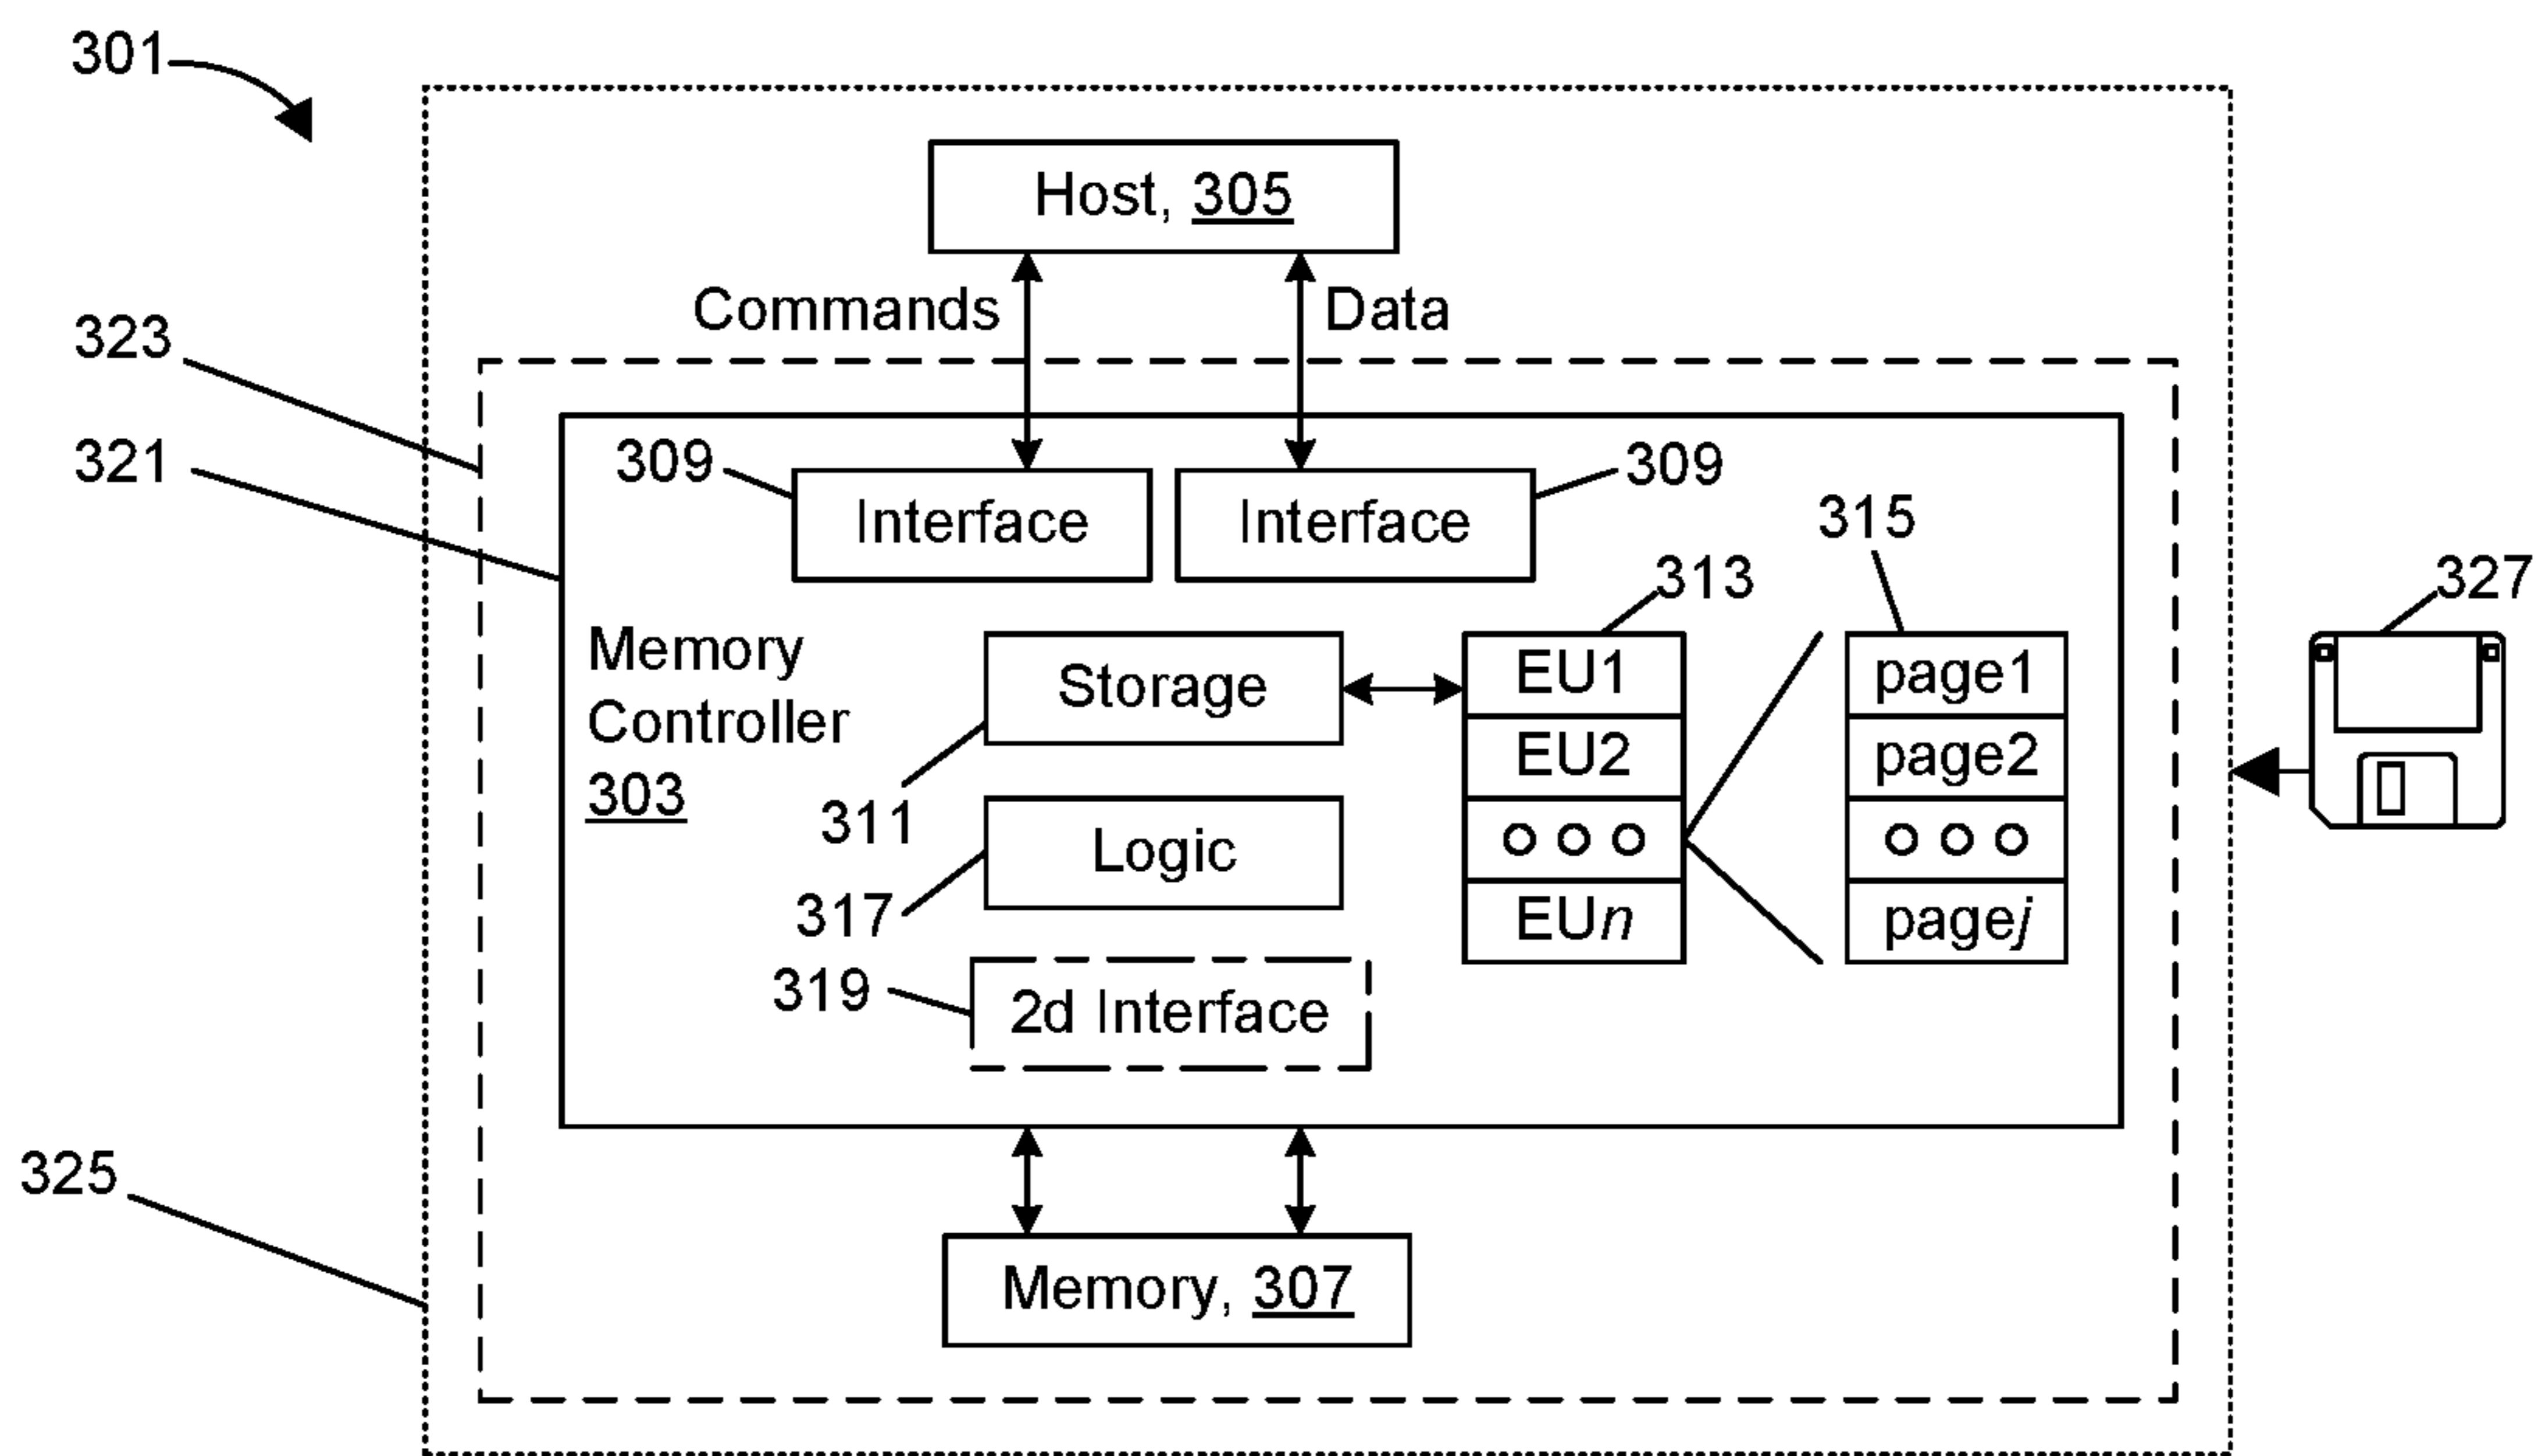 301
Host, 305
Commands
Data
323
321
309
Interface
Interface
309
315
313
327
Memory
Controller
303
Storage
311
Logic
317
2d Interface
319
EU1
EU2
EUn
page1
page2
pagej
325
Memory, 307